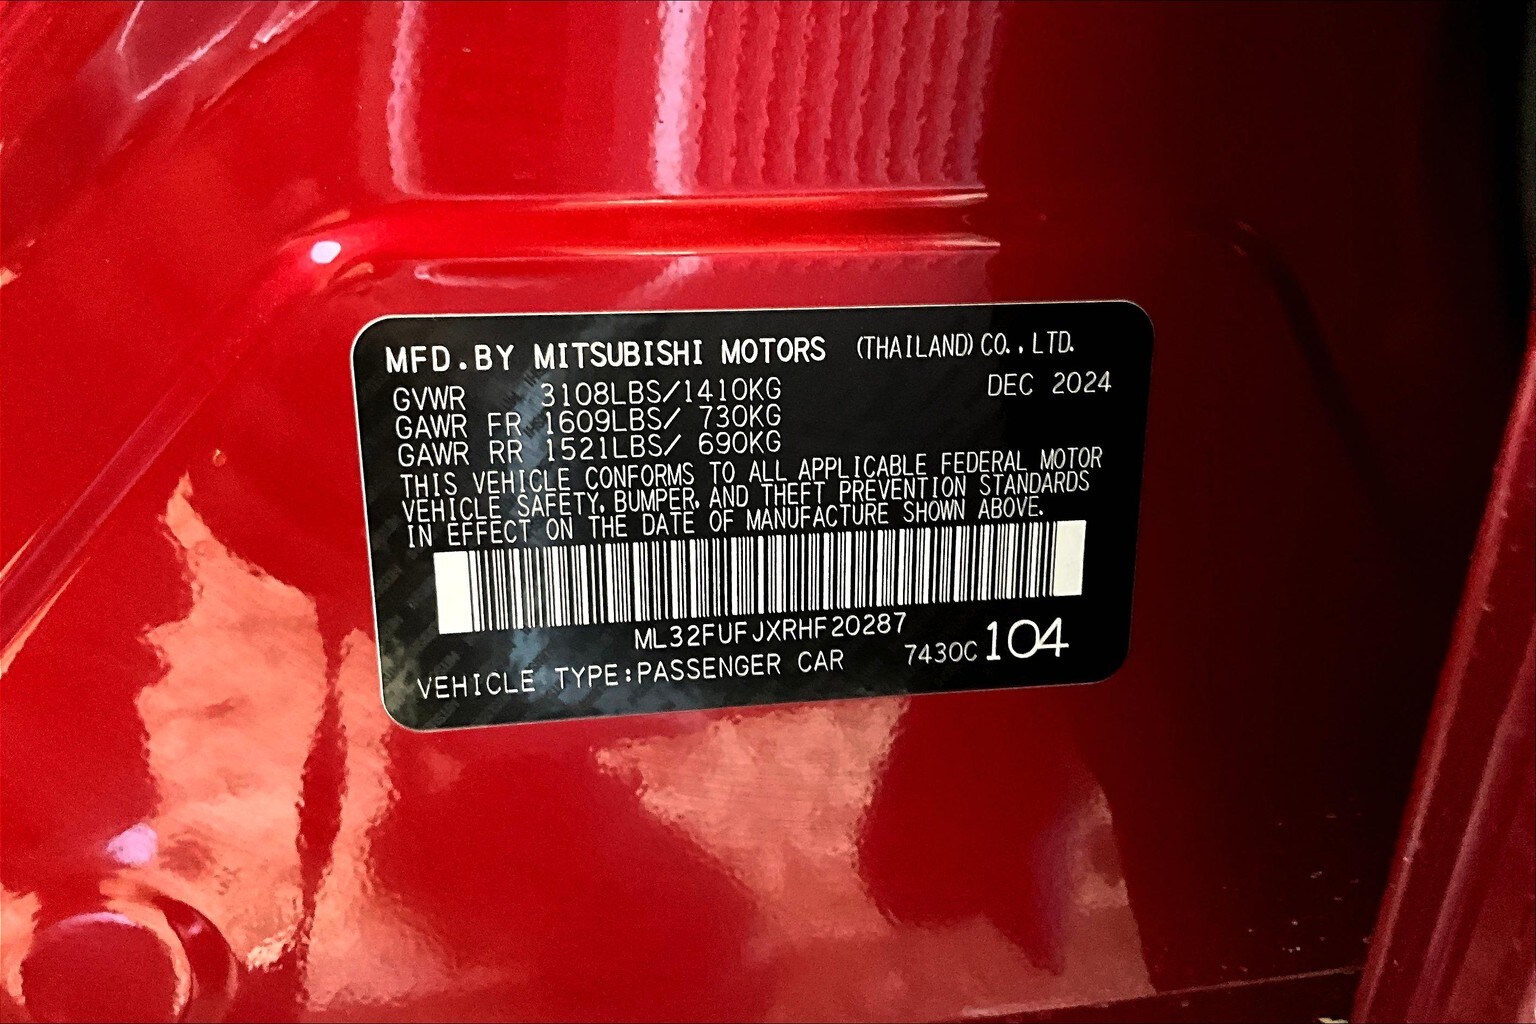 MFD.BY MITSUBISHI MOTORS (THAILAND) CO.,LTD.
GVWR 3108LBS/1410KG DEC 2024
GAWR FR 1609LBS/ 730KG
GAWR RR 1521LBS/ 690KG
THIS VEHICLE CONFORMS TO ALL APPLICABLE FEDERAL MOTOR
VEHICLE SAFETY, BUMPER, AND THEFT PREVENTION STANDARDS
IN EFFECT ON THE DATE OF MANUFACTURE SHOWN ABOVE.
ML32FUFJXRHF20287
VEHICLE TYPE:PASSENGER CAR 7430C 104